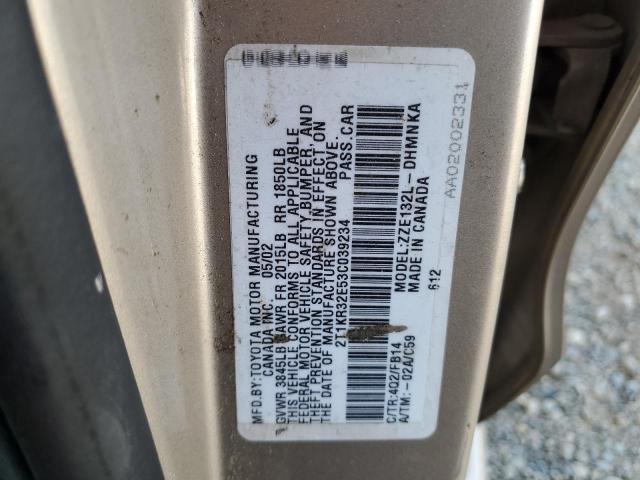 MFD.BY:TOYOTA MOTOR MANUFACTURING
CANADA INC. 05/02
GVWR 3845LB GAWR FR 2015LB RR 1850LB
THIS VEHICLE CONFORMS TO ALL APPLICABLE
FEDERAL MOTOR VEHICLE SAFETY, BUMPER, AND
THEFT PREVENTION STANDARDS IN EFFECT ON
THE DATE OF MANUFACTURE SHOWN ABOVE.
2T1KR32E53C039234 PASS.CAR
C/TR:4Q2/FB14 MODEL:ZZE132L-DHMNKA
A/TM:-02A/C59 MADE IN CANADA
612
AA02002331